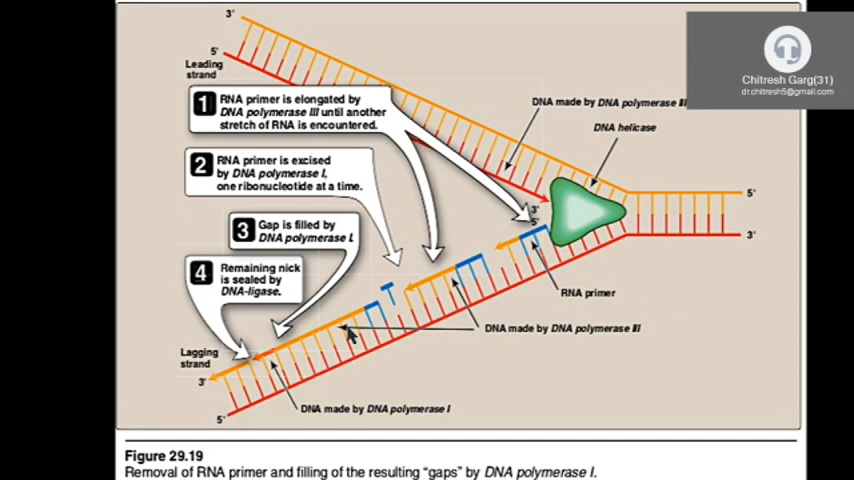 3'
5'
Leading
strand
1 RNA primer is elongated by
DNA polymerase III until another
stretch of RNA is encountered.
2 RNA primer is excised
by DNA polymerase I,
one ribonucleotide at a time.
3 Gap is filled by
DNA polymerase I.
4 Remaining nick
is sealed by
DNA-ligase.
Lagging
strand
3'
5'
DNA made by DNA polymerase III
DNA helicase
3'
5'
5'
3'
RNA primer
DNA made by DNA polymerase III
DNA made by DNA polymerase I
Chitresh Garg(31)
dr.chitresh5@gmail.com
Figure 29.19
Removal of RNA primer and filling of the resulting “gaps” by DNA polymerase I.